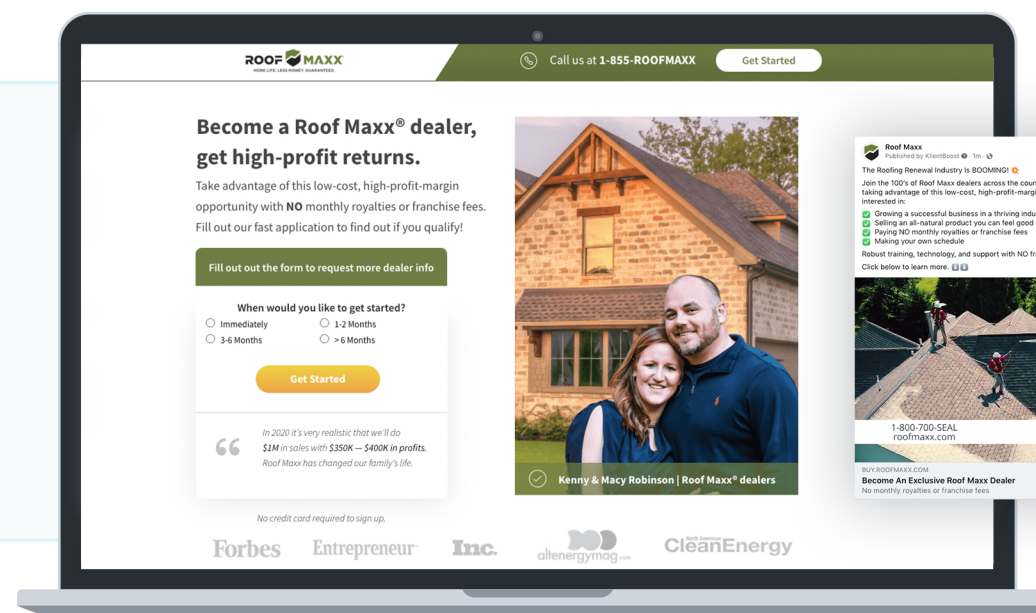 ROOF MAXX®
MORE LIFE. LESS MONEY. GUARANTEED.
Call us at 1-855-ROOFMAXX
Get Started
Become a Roof Maxx® dealer,
get high-profit returns.
Take advantage of this low-cost, high-profit-margin
opportunity with NO monthly royalties or franchise fees.
Fill out our fast application to find out if you qualify!
Fill out out the form to request more dealer info
When would you like to get started?
Immediately
1-2 Months
3-6 Months
> 6 Months
Get Started
In 2020 it's very realistic that we'll do
$1M in sales with $350K — $400K in profits.
Roof Maxx has changed our family's life.
No credit card required to sign up.
Kenny & Macy Robinson | Roof Maxx® dealers
Forbes
Entrepreneur
Inc.
altenergymag.com
North American
CleanEnergy
Roof Maxx
Published by KlientBoost · 1m ·
The Roofing Renewal Industry Is BOOMING!
Join the 100's of Roof Maxx dealers across the
taking advantage of this low-cost,
interested in:
Growing a successful business in a thriving
Selling an all-natural product you can feel good
Paying NO monthly royalties or franchise fees
Making your own schedule
Robust training, technology, and support with NO
Click below to learn more.
1-800-700-SEAL
roofmaxx.com
BUY.ROOFMAXX.COM
Become An Exclusive Roof Maxx Dealer
No monthly royalties or franchise fees